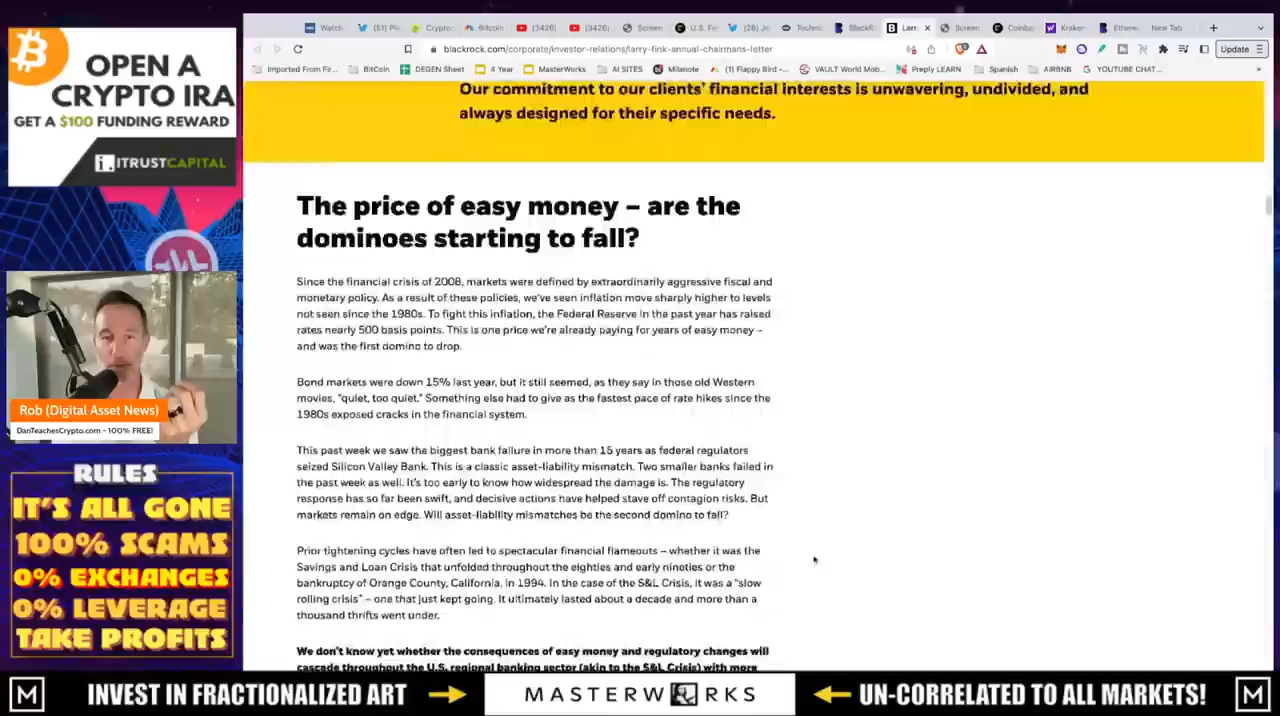 OPEN A
CRYPTO IRA
GET A $100 FUNDING REWARD
ITRUSTCAPITAL
Rob (Digital Asset News)
DanTeachesCrypto.com - 100% FREE!
RULES
IT'S ALL GONE
100% SCAMS
0% EXCHANGES
0% LEVERAGE
TAKE PROFITS
Watch
(51) Pi
Crypto
Bitcoin
(3426)
(3426)
Screen
U.S. Fe
(28) Je
Techni
BlackR
Larr
Screen
Combo
Krake
Ethere
New Tab
blackrock.com/corporate/investor-relations/larry-fink-annual-chairmans-letter
Update
Imported From Fir...
BitCoin
DEGEN Sheet
4 Year
MasterWorks
AI SITES
Milanote
(1) Flappy Bird -...
VAULT World Mob...
Preply LEARN
Spanish
AIRBNB
YOUTUBE CHAT...
Our commitment to our clients' financial interests is unwavering, undivided, and
always designed for their specific needs.
The price of easy money – are the
dominoes starting to fall?
Since the financial crisis of 2008, markets were defined by extraordinarily aggressive fiscal and
monetary policy. As a result of these policies, we've seen inflation move sharply higher to levels
not seen since the 1980s. To fight this inflation, the Federal Reserve in the past year has raised
rates nearly 500 basis points. This is one price we're already paying for years of easy money –
and was the first domino to drop.
Bond markets were down 15% last year, but it still seemed, as they say in those old Western
movies, "quiet, too quiet." Something else had to give as the fastest pace of rate hikes since the
1980s exposed cracks in the financial system.
This past week we saw the biggest bank failure in more than 15 years as federal regulators
seized Silicon Valley Bank. This is a classic asset-liability mismatch. Two smaller banks failed in
the past week as well. It's too early to know how widespread the damage is. The regulatory
response has so far been swift, and decisive actions have helped stave off contagion risks. But
markets remain on edge. Will asset-liability mismatches be the second domino to fall?
Prior tightening cycles have often led to spectacular financial flameouts – whether it was the
Savings and Loan Crisis that unfolded throughout the eighties and early nineties or the
bankruptcy of Orange County, California, in 1994. In the case of the S&L Crisis, it was a "slow
rolling crisis" – one that just kept going. It ultimately lasted about a decade and more than a
thousand thrifts went under.
We don't know yet whether the consequences of easy money and regulatory changes will
cascade throughout the U.S. regional banking sector (akin to the S&L Crisis) with more
M
INVEST IN FRACTIONALIZED ART
MASTERWORKS
UN-CORRELATED TO ALL MARKETS!
M